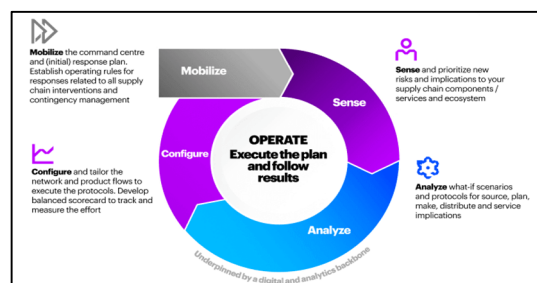 Mobilize the command centre
and (initial) response plan.
Establish operating rules for
responses related to all supply
chain interventions and
contingency management
Mobilize
Sense
Sense and prioritize new
risks and implications to your
supply chain components /
services and ecosystem
OPERATE
Execute the plan
and follow
results
Configure
Configure and tailor the
network and product flows to
execute the protocols. Develop
balanced scorecard to track and
measure the effort
Analyze
Analyze what-if scenarios
and protocols for source, plan,
make, distribute and service
implications
Underpinned by a digital and analytics backbone